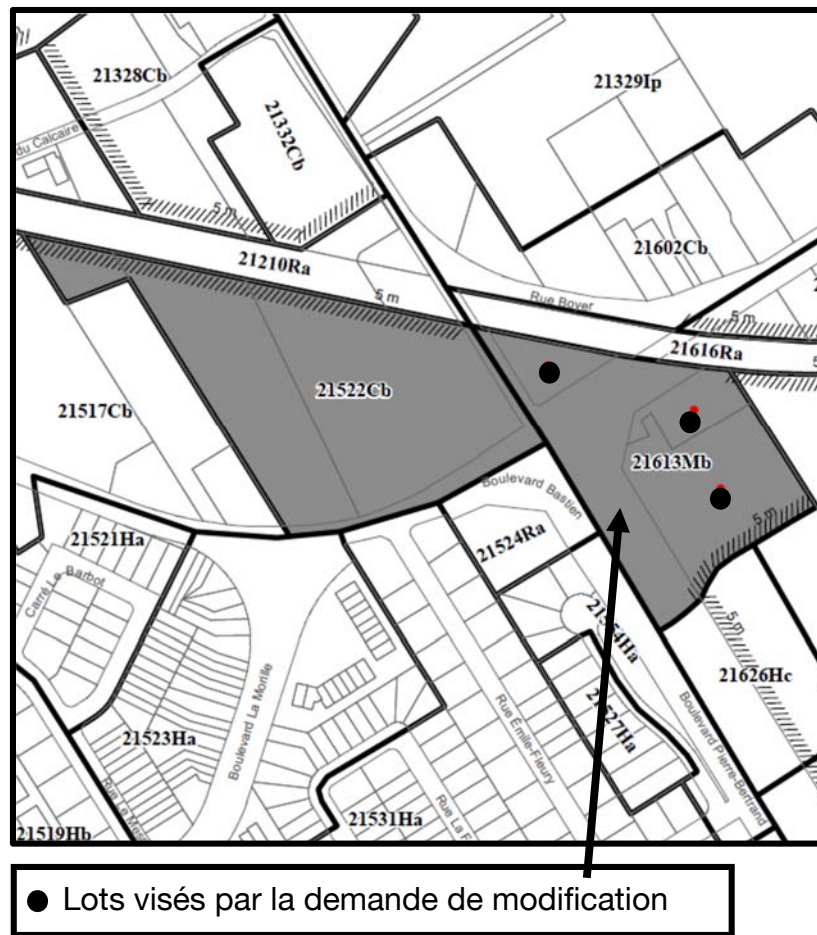 21328Cb
21329Ip
21332Cb
du Calcaire
5 m
21602Cb
21210Ra
5 m
Rue Boyer
5 m
21616Ra
5
21522Cb
21517Cb
21613Mb
Boulevard Bastien
5 m
21521Ha
21524Ra
Carré Le Barbot
5 m
21626Hc
21527Ha
Boulevard La Morille
21523Ha
Rue Émile-Fleury
Boulevard Pierre-Bertrand
21519Hb
21531Ha
● Lots visés par la demande de modification